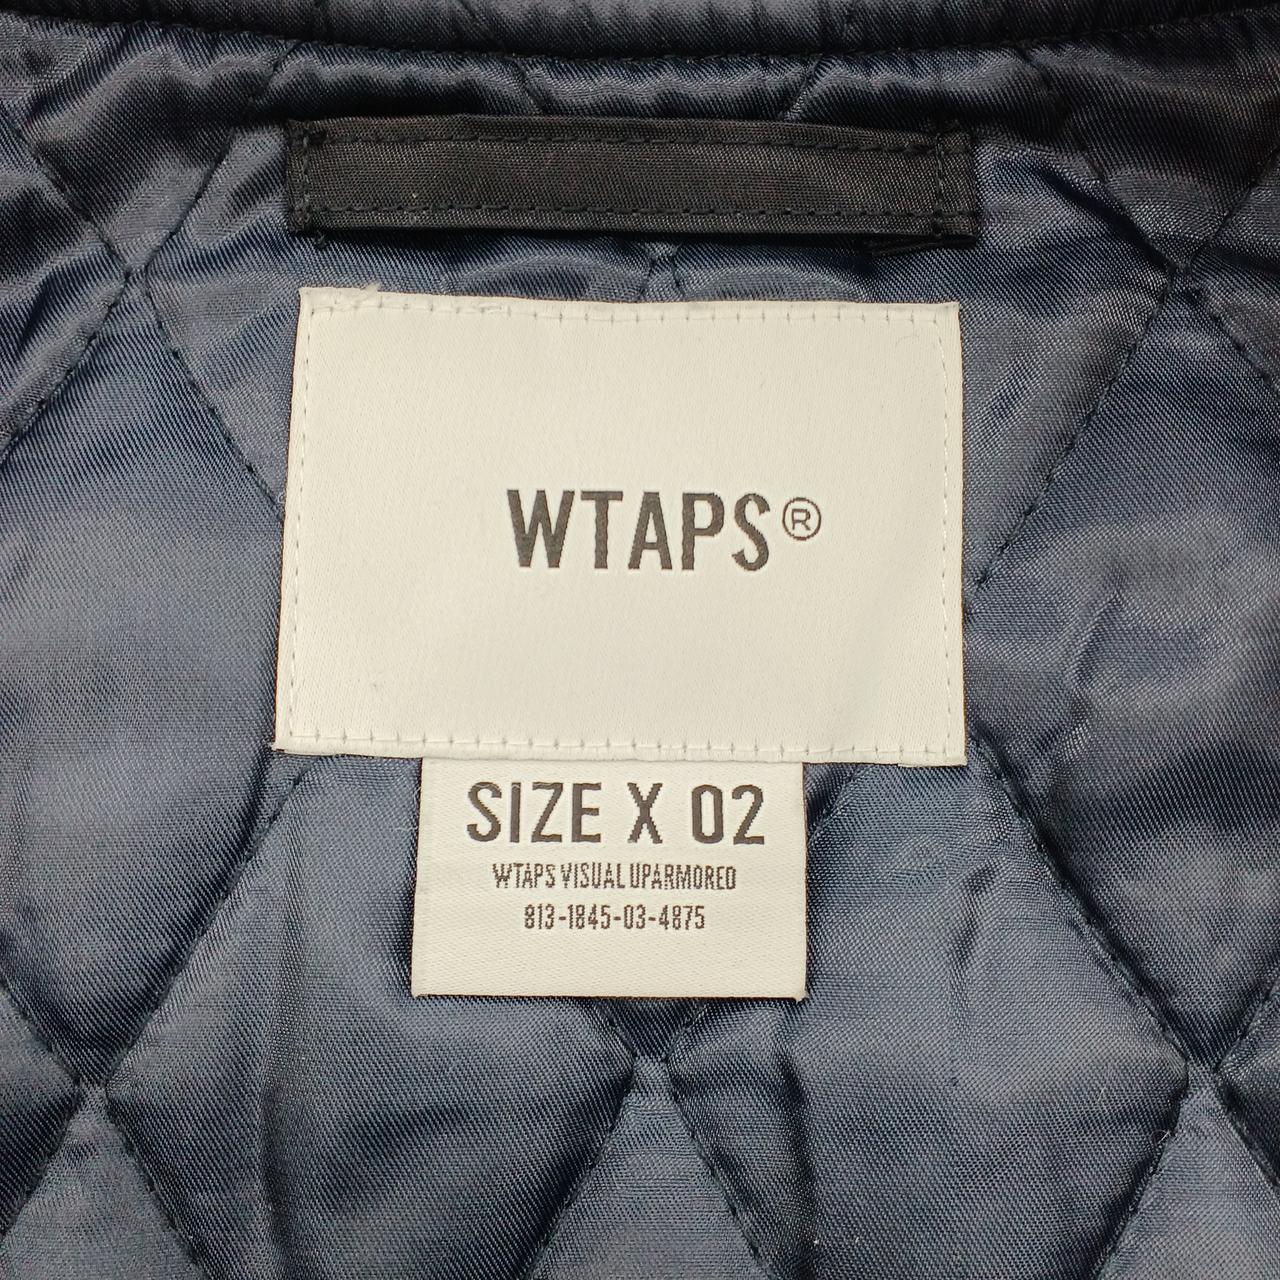 WTAPS®
SIZE X 02
WTAPS VISUAL UPARMORED
813-1845-03-4875